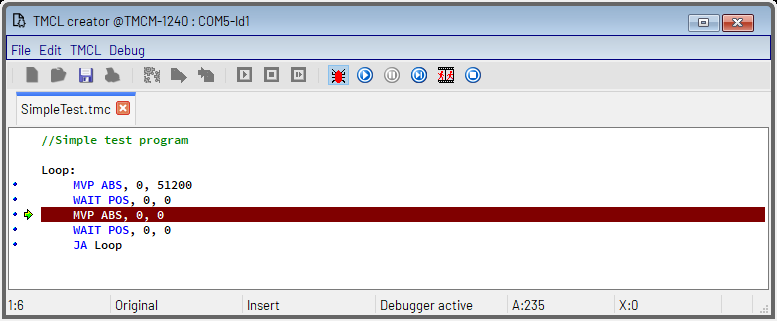 TMCL creator @TMCM-1240 : COM5-Id1
File Edit TMCL Debug
SimpleTest.tmc
//Simple test program
Loop:
MVP ABS, 0, 51200
WAIT POS, 0, 0
MVP ABS, 0, 0
WAIT POS, 0, 0
JA Loop
1:6 Original Insert Debugger active A:235 X:0